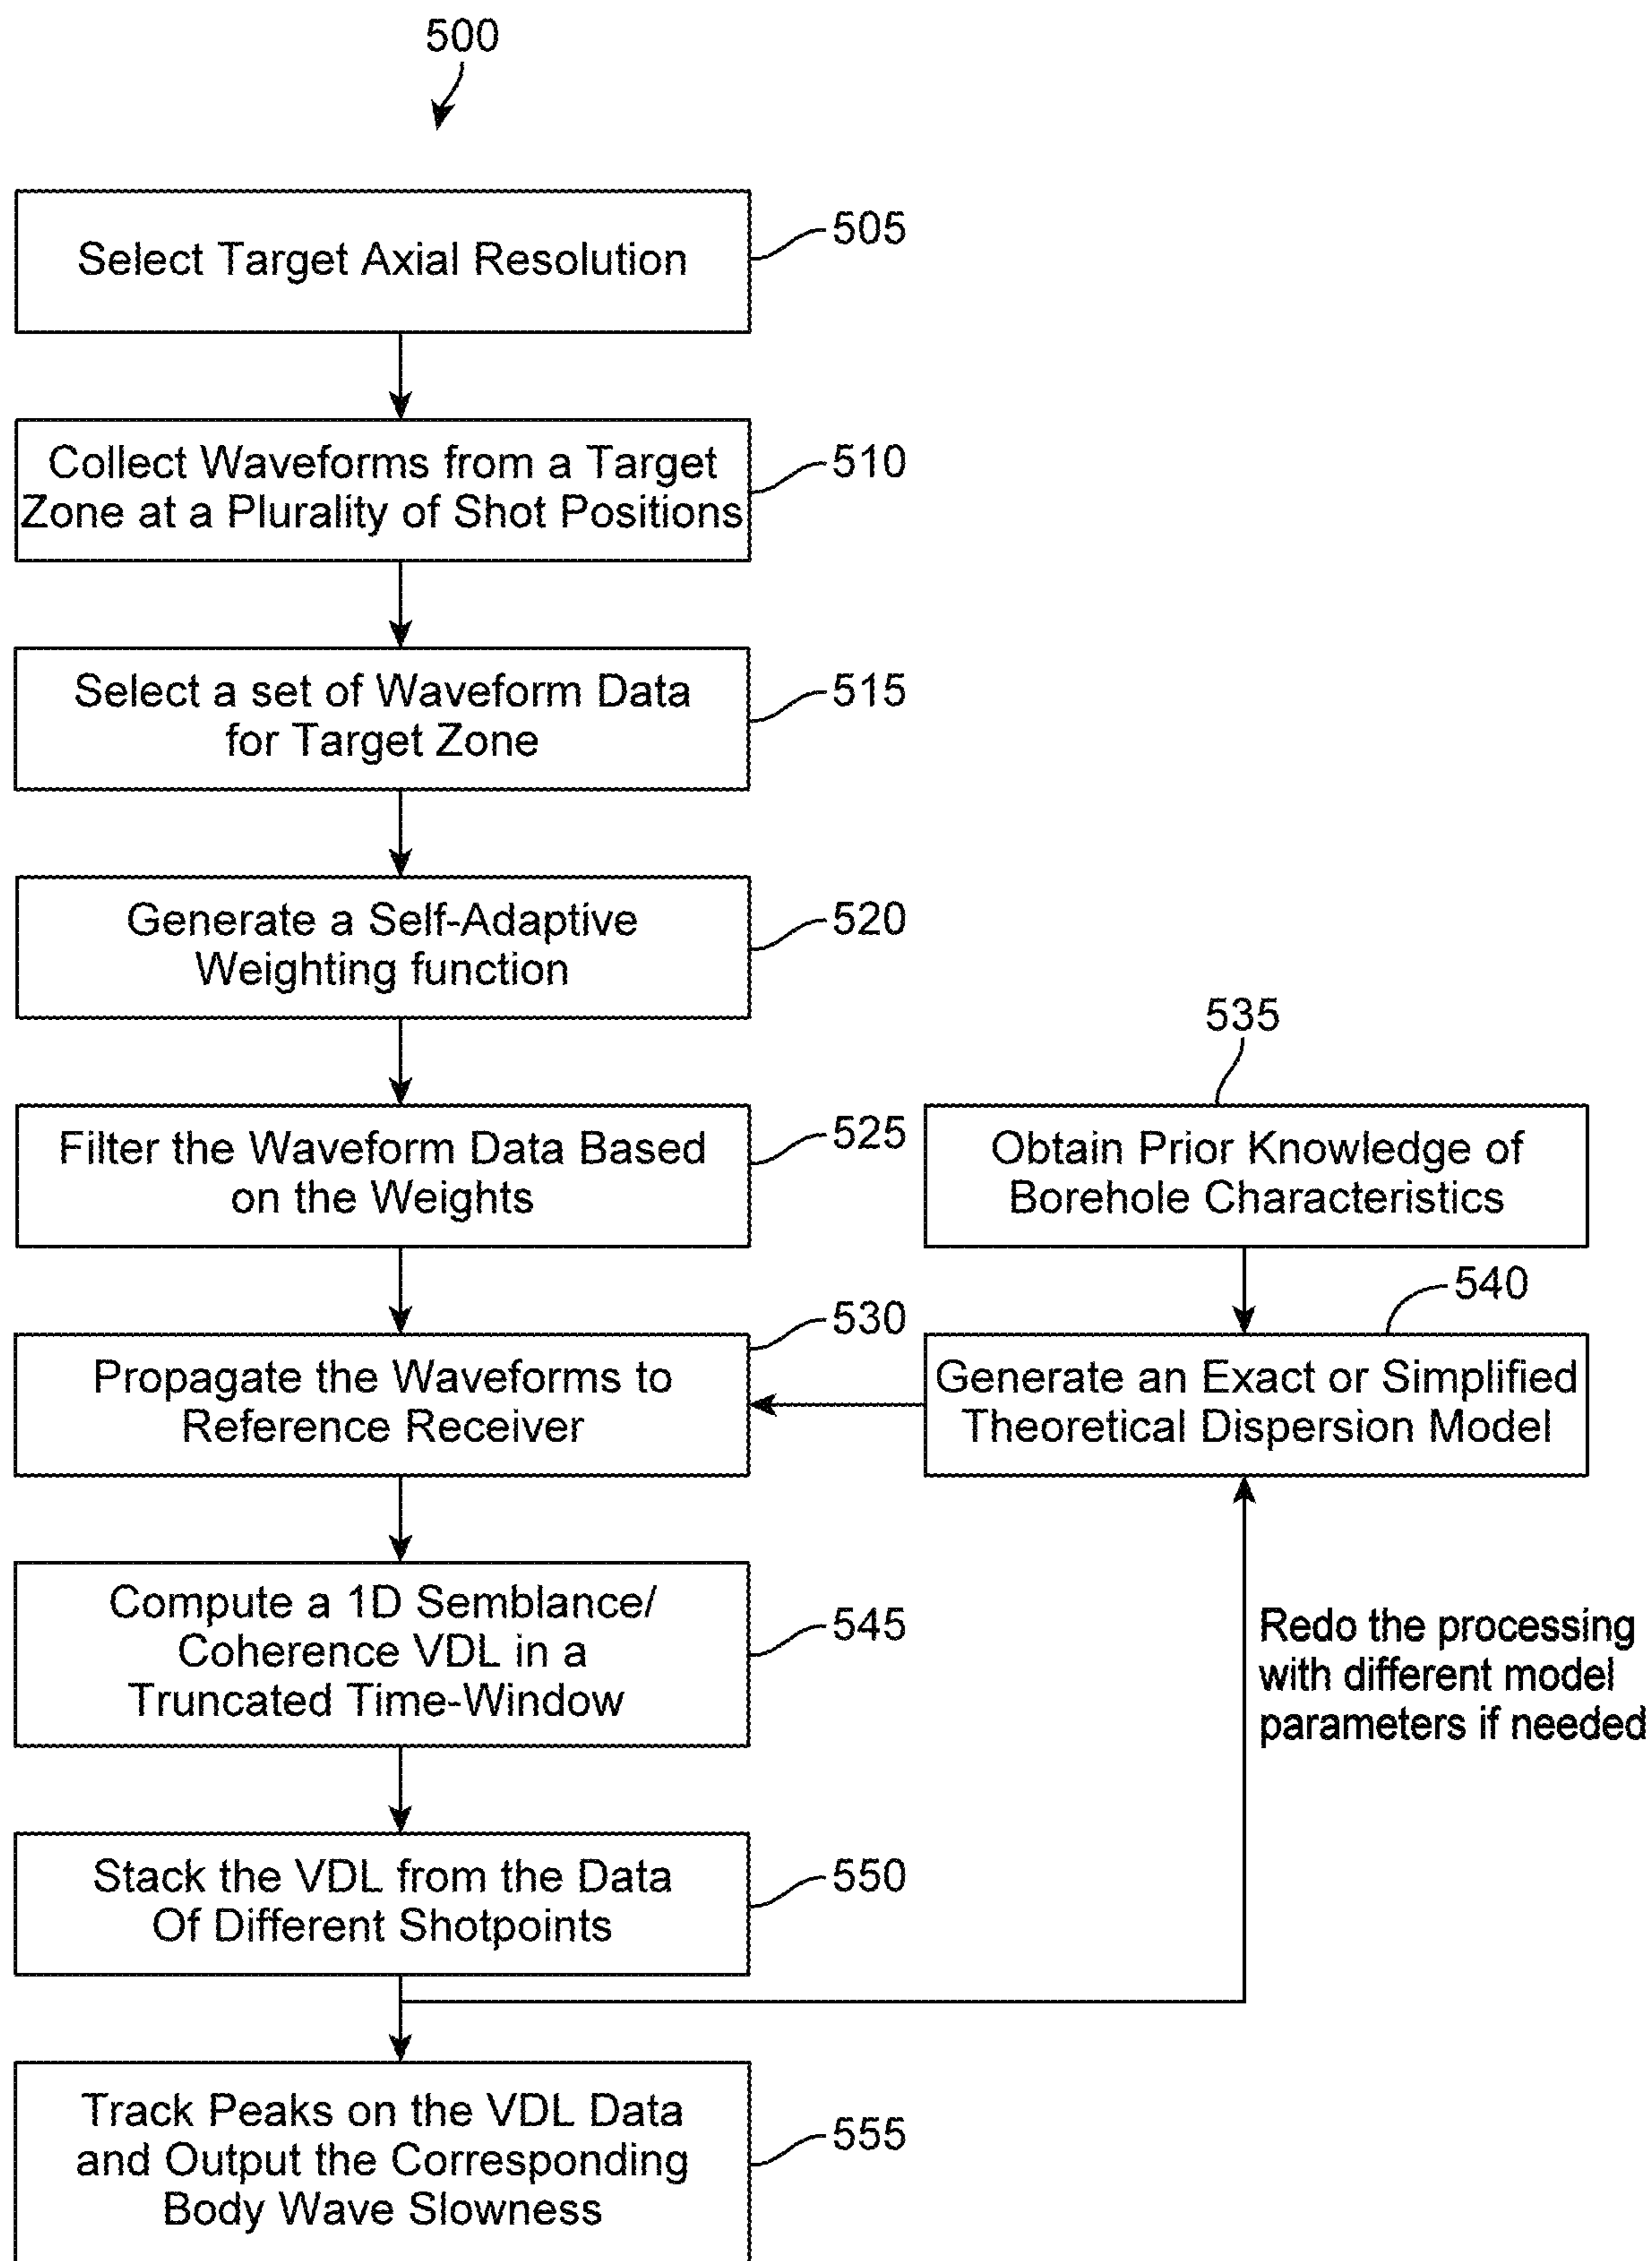 500
Select Target Axial Resolution
505
Collect Waveforms from a Target
Zone at a Plurality of Shot Positions
510
Select a set of Waveform Data
for Target Zone
515
Generate a Self-Adaptive
Weighting function
520
Filter the Waveform Data Based
on the Weights
525
535
Obtain Prior Knowledge of
Borehole Characteristics
Propagate the Waveforms to
Reference Receiver
530
540
Generate an Exact or Simplified
Theoretical Dispersion Model
Compute a 1D Semblance/
Coherence VDL in a
Truncated Time-Window
545
Redo the processing
with different model
parameters if needed
Stack the VDL from the Data
Of Different Shotpoints
550
Track Peaks on the VDL Data
and Output the Corresponding
Body Wave Slowness
555